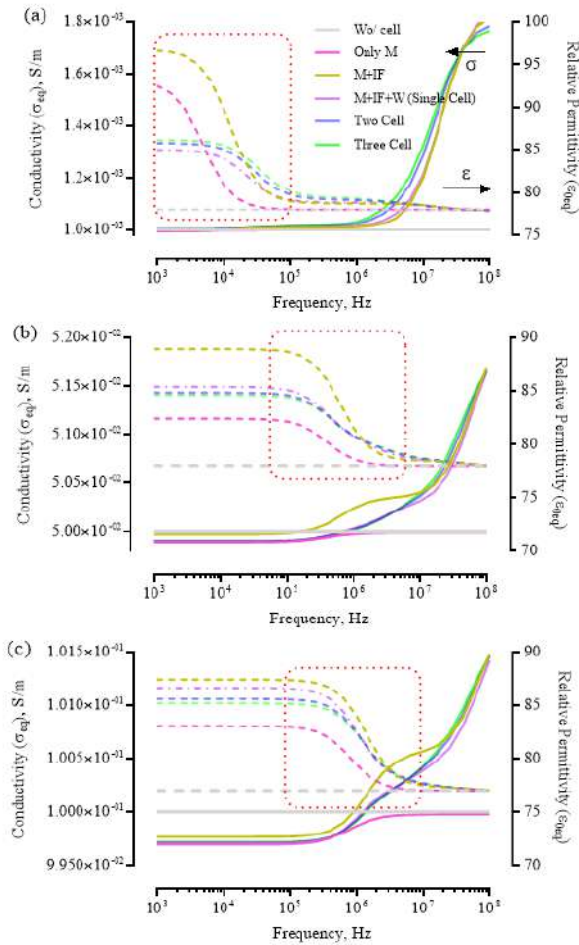 (a)
1.8×10⁻⁰³
1.6×10⁻⁰³
1.4×10⁻⁰³
1.2×10⁻⁰³
1.0×10⁻⁰³
Conductivity (σeq), S/m
Wo/ cell
Only M
M+IF
M+IF+W (Single Cell)
Two Cell
Three Cell
σ
ε
100
95
90
85
80
75
Relative Permittivity (ε0eq)
10³ 10⁴ 10⁵ 10⁶ 10⁷ 10⁸
Frequency, Hz
(b)
5.20×10⁻⁰²
5.15×10⁻⁰²
5.10×10⁻⁰²
5.05×10⁻⁰²
5.00×10⁻⁰²
Conductivity (σeq), S/m
90
85
80
75
70
Relative Permittivity (ε0eq)
10³ 10⁴ 10⁵ 10⁶ 10⁷ 10⁸
Frequency, Hz
(c)
1.015×10⁻⁰¹
1.010×10⁻⁰¹
1.005×10⁻⁰¹
1.000×10⁻⁰¹
9.950×10⁻⁰²
Conductivity (σeq), S/m
90
85
80
75
70
Relative Permittivity (ε0eq)
10³ 10⁴ 10⁵ 10⁶ 10⁷ 10⁸
Frequency, Hz